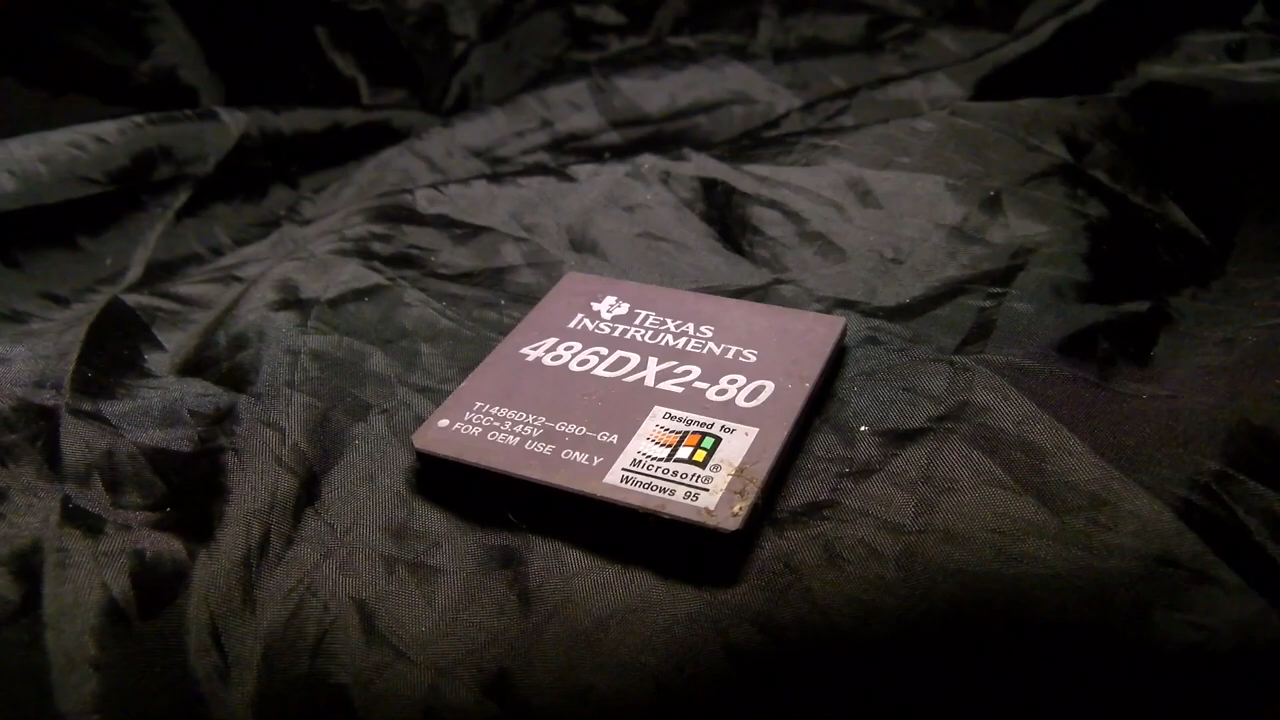 TEXAS
INSTRUMENTS
486DX2-80
TI486DX2-G80-GA
VCC=3.45V
FOR OEM USE ONLY
Designed for
Microsoft®
Windows 95